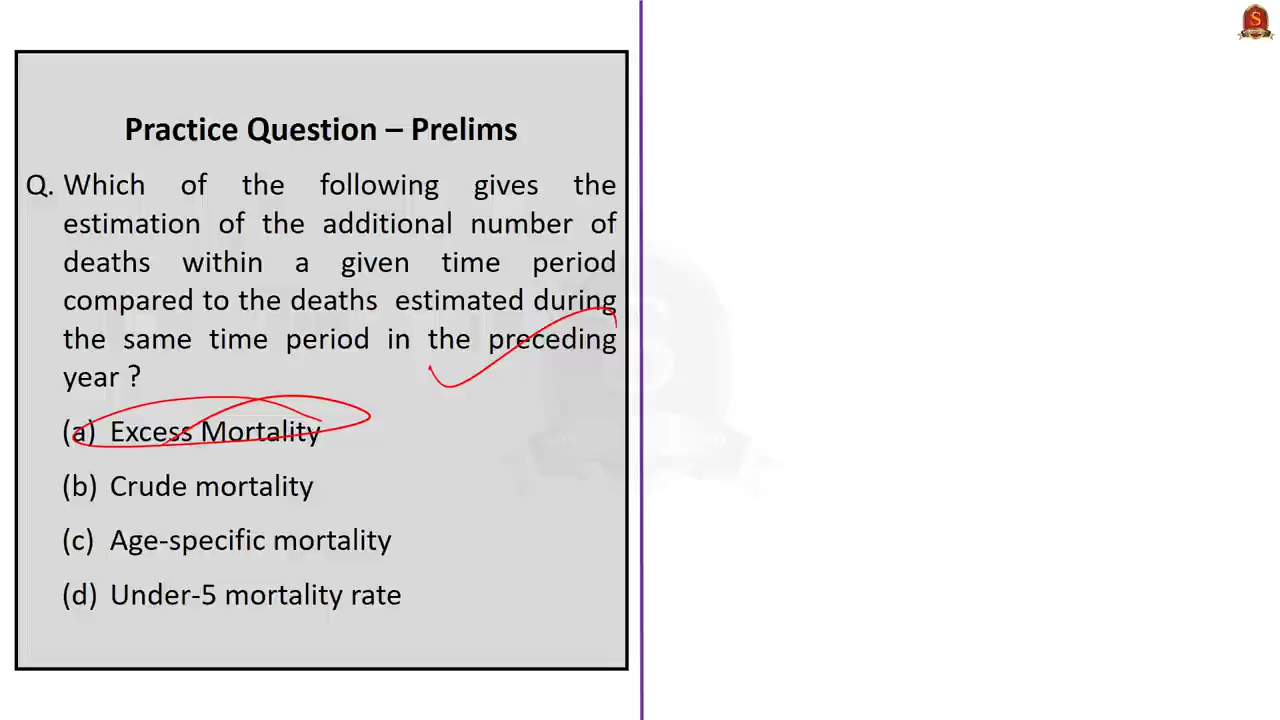 Practice Question – Prelims
Q. Which of the following gives the
estimation of the additional number of
deaths within a given time period
compared to the deaths estimated during
the same time period in the preceding
year ?
(a) Excess Mortality
(b) Crude mortality
(c) Age-specific mortality
(d) Under-5 mortality rate
S